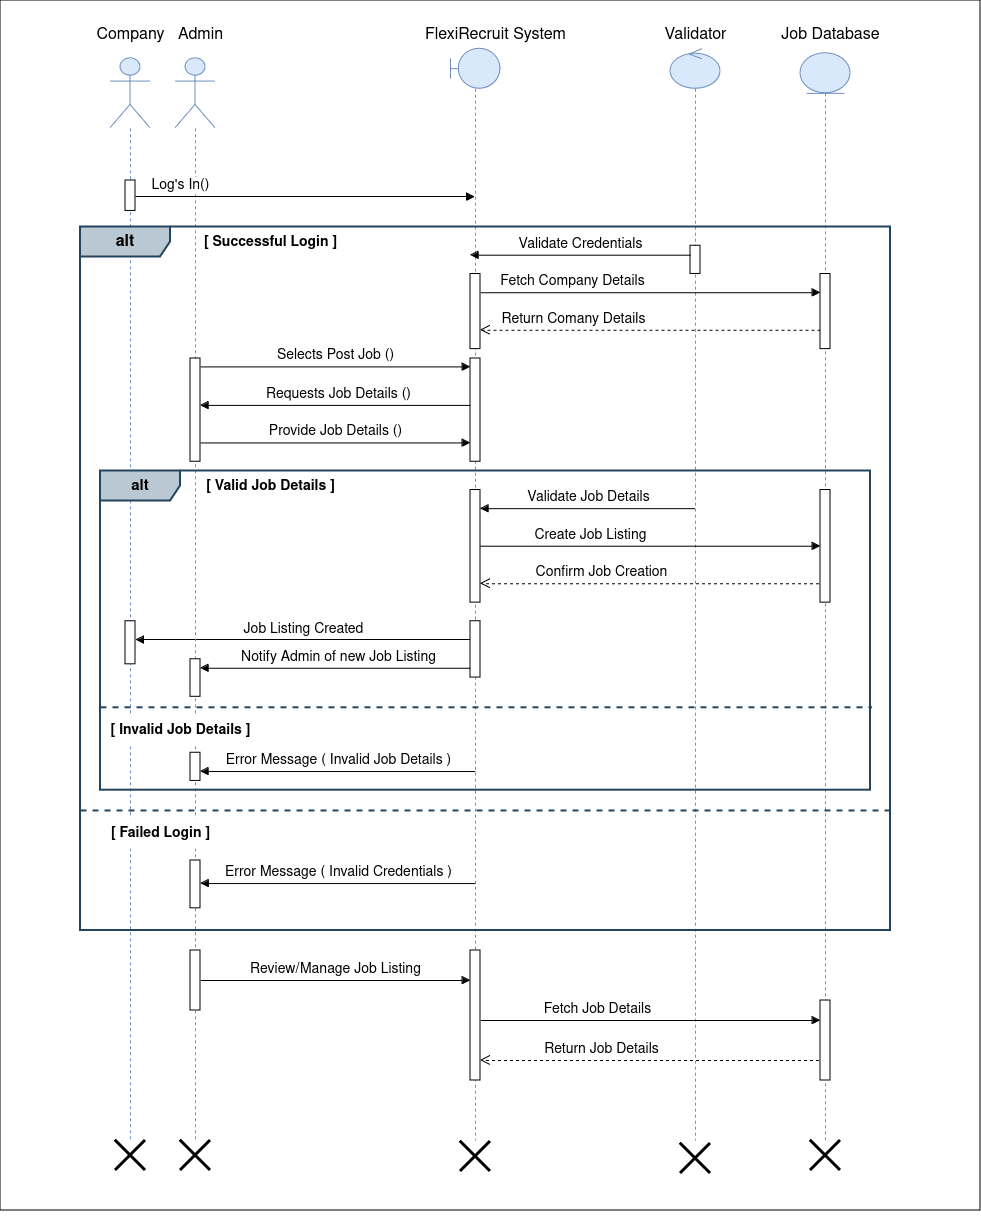 Company Admin FlexiRecruit System Validator Job Database
Log's In()
alt [ Successful Login ]
Validate Credentials
Fetch Company Details
Return Comany Details
Selects Post Job ()
Requests Job Details ()
Provide Job Details ()
alt [ Valid Job Details ]
Validate Job Details
Create Job Listing
Confirm Job Creation
Job Listing Created
Notify Admin of new Job Listing
[ Invalid Job Details ]
Error Message ( Invalid Job Details )
[ Failed Login ]
Error Message ( Invalid Credentials )
Review/Manage Job Listing
Fetch Job Details
Return Job Details